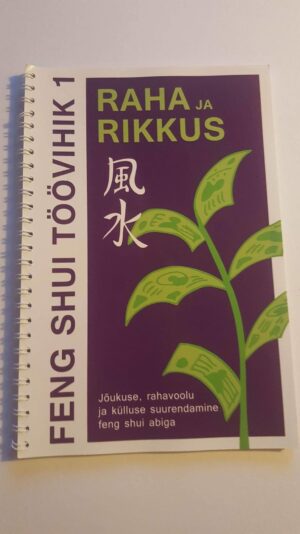 FENG SHUI TÖÖVIHIK 1
RAHA JA
RIKKUS
風
水
Jõukuse, rahavoolu
ja külluse suurendamine
feng shui abiga